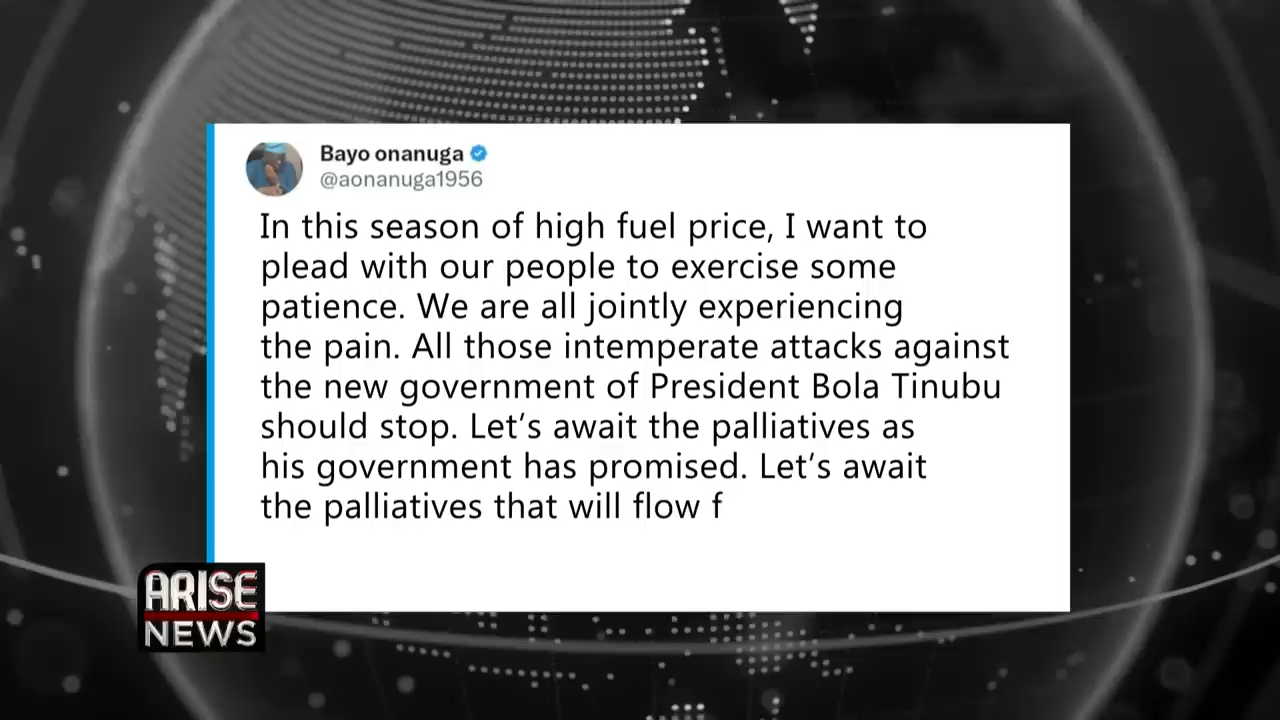 Bayo onanuga
@aonanuga1956
In this season of high fuel price, I want to
plead with our people to exercise some
patience. We are all jointly experiencing
the pain. All those intemperate attacks against
the new government of President Bola Tinubu
should stop. Let's await the palliatives as
his government has promised. Let's await
the palliatives that will flow f
ARISE
NEWS